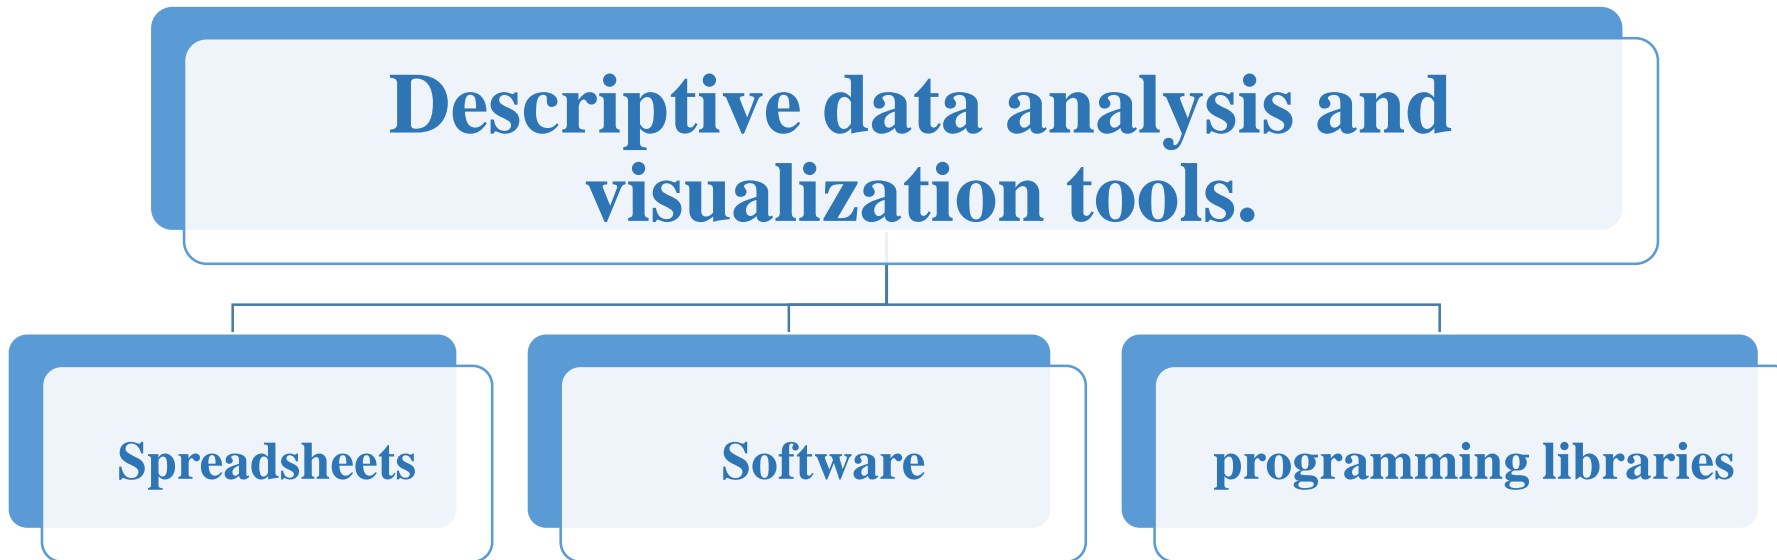 Descriptive data analysis and
visualization tools.
Spreadsheets
Software
programming libraries